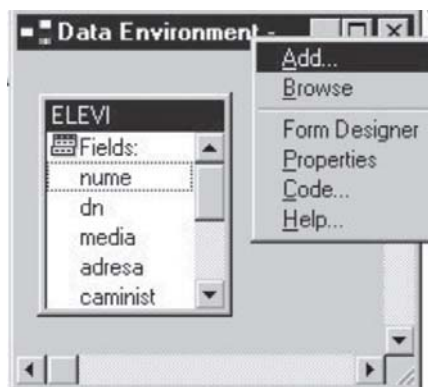 Data Environment -
Add...
Browse
Form Designer
Properties
Code...
Help...
ELEVI
Fields:
nume
dn
media
adresa
caminist